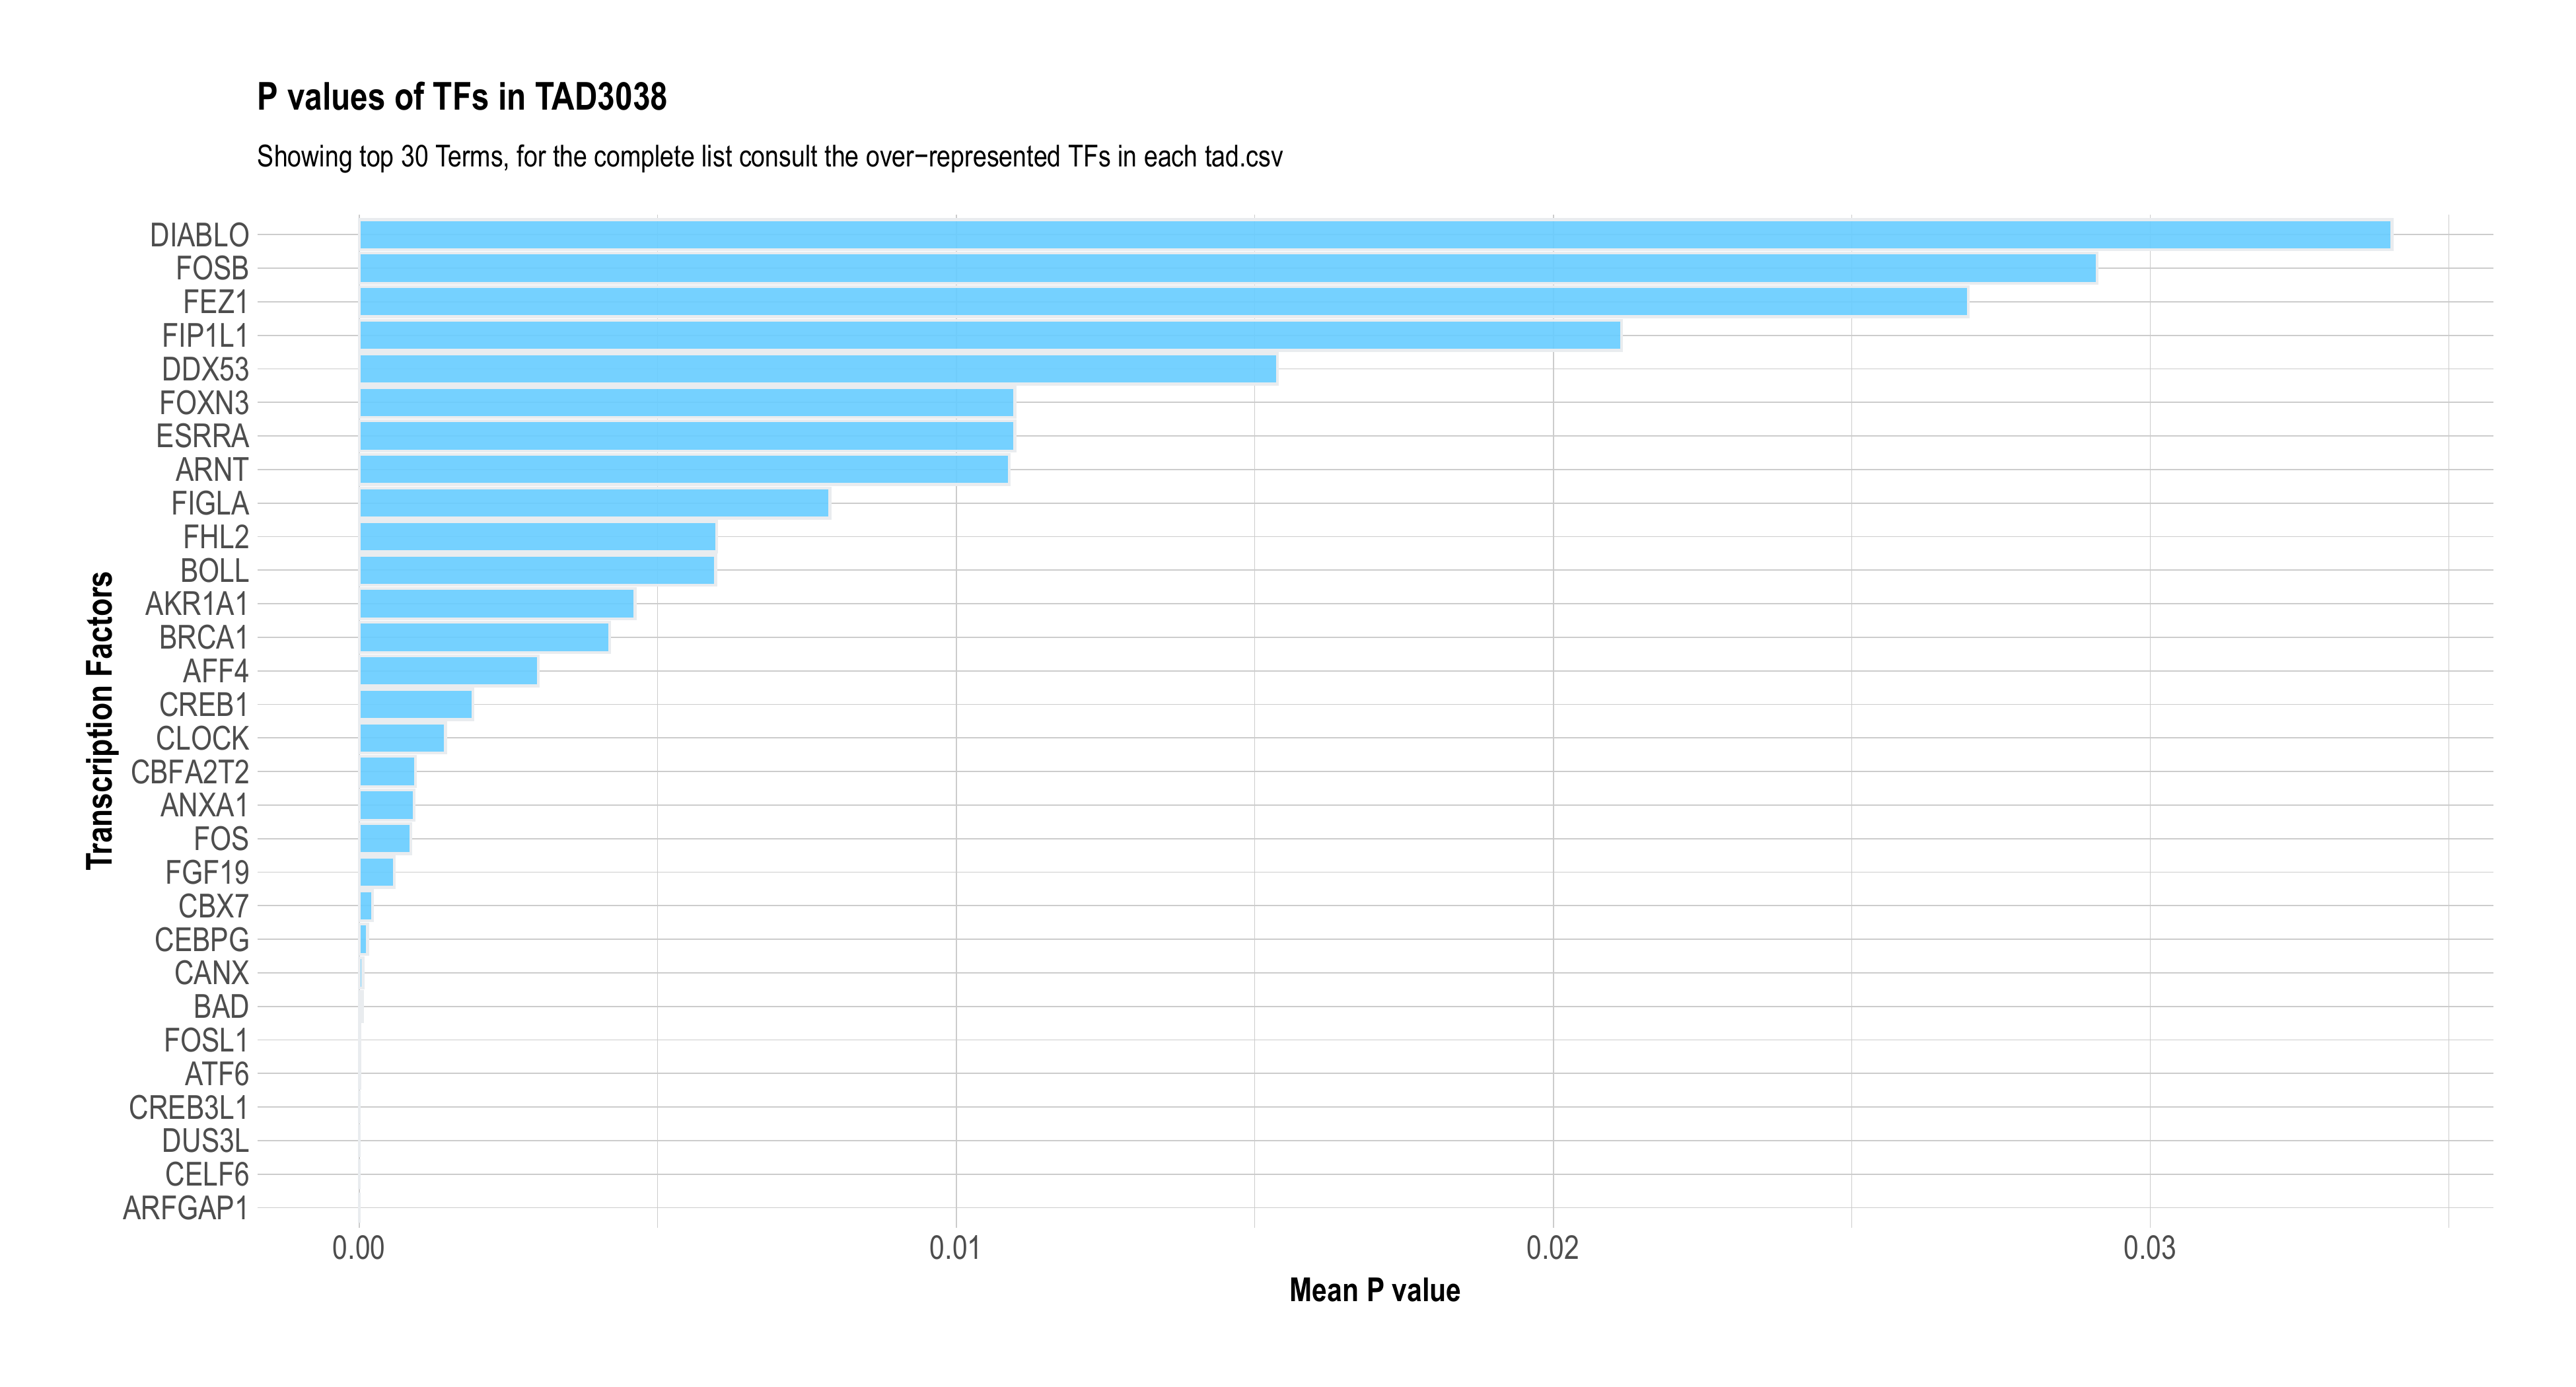 P values of TFs in TAD3038
Showing top 30 Terms, for the complete list consult the over−represented TFs in each tad.csv
Transcription Factors
DIABLO
FOSB
FEZ1
FIP1L1
DDX53
FOXN3
ESRRA
ARNT
FIGLA
FHL2
BOLL
AKR1A1
BRCA1
AFF4
CREB1
CLOCK
CBFA2T2
ANXA1
FOS
FGF19
CBX7
CEBPG
CANX
BAD
FOSL1
ATF6
CREB3L1
DUS3L
CELF6
ARFGAP1
0.00 0.01 0.02 0.03
Mean P value